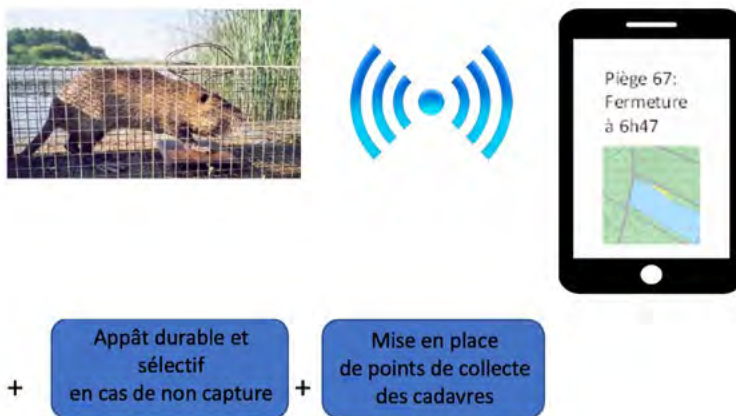 Piège 67:
Fermeture
à 6h47
+
Appât durable et
sélectif
en cas de non capture
+
Mise en place
de points de collecte
des cadavres